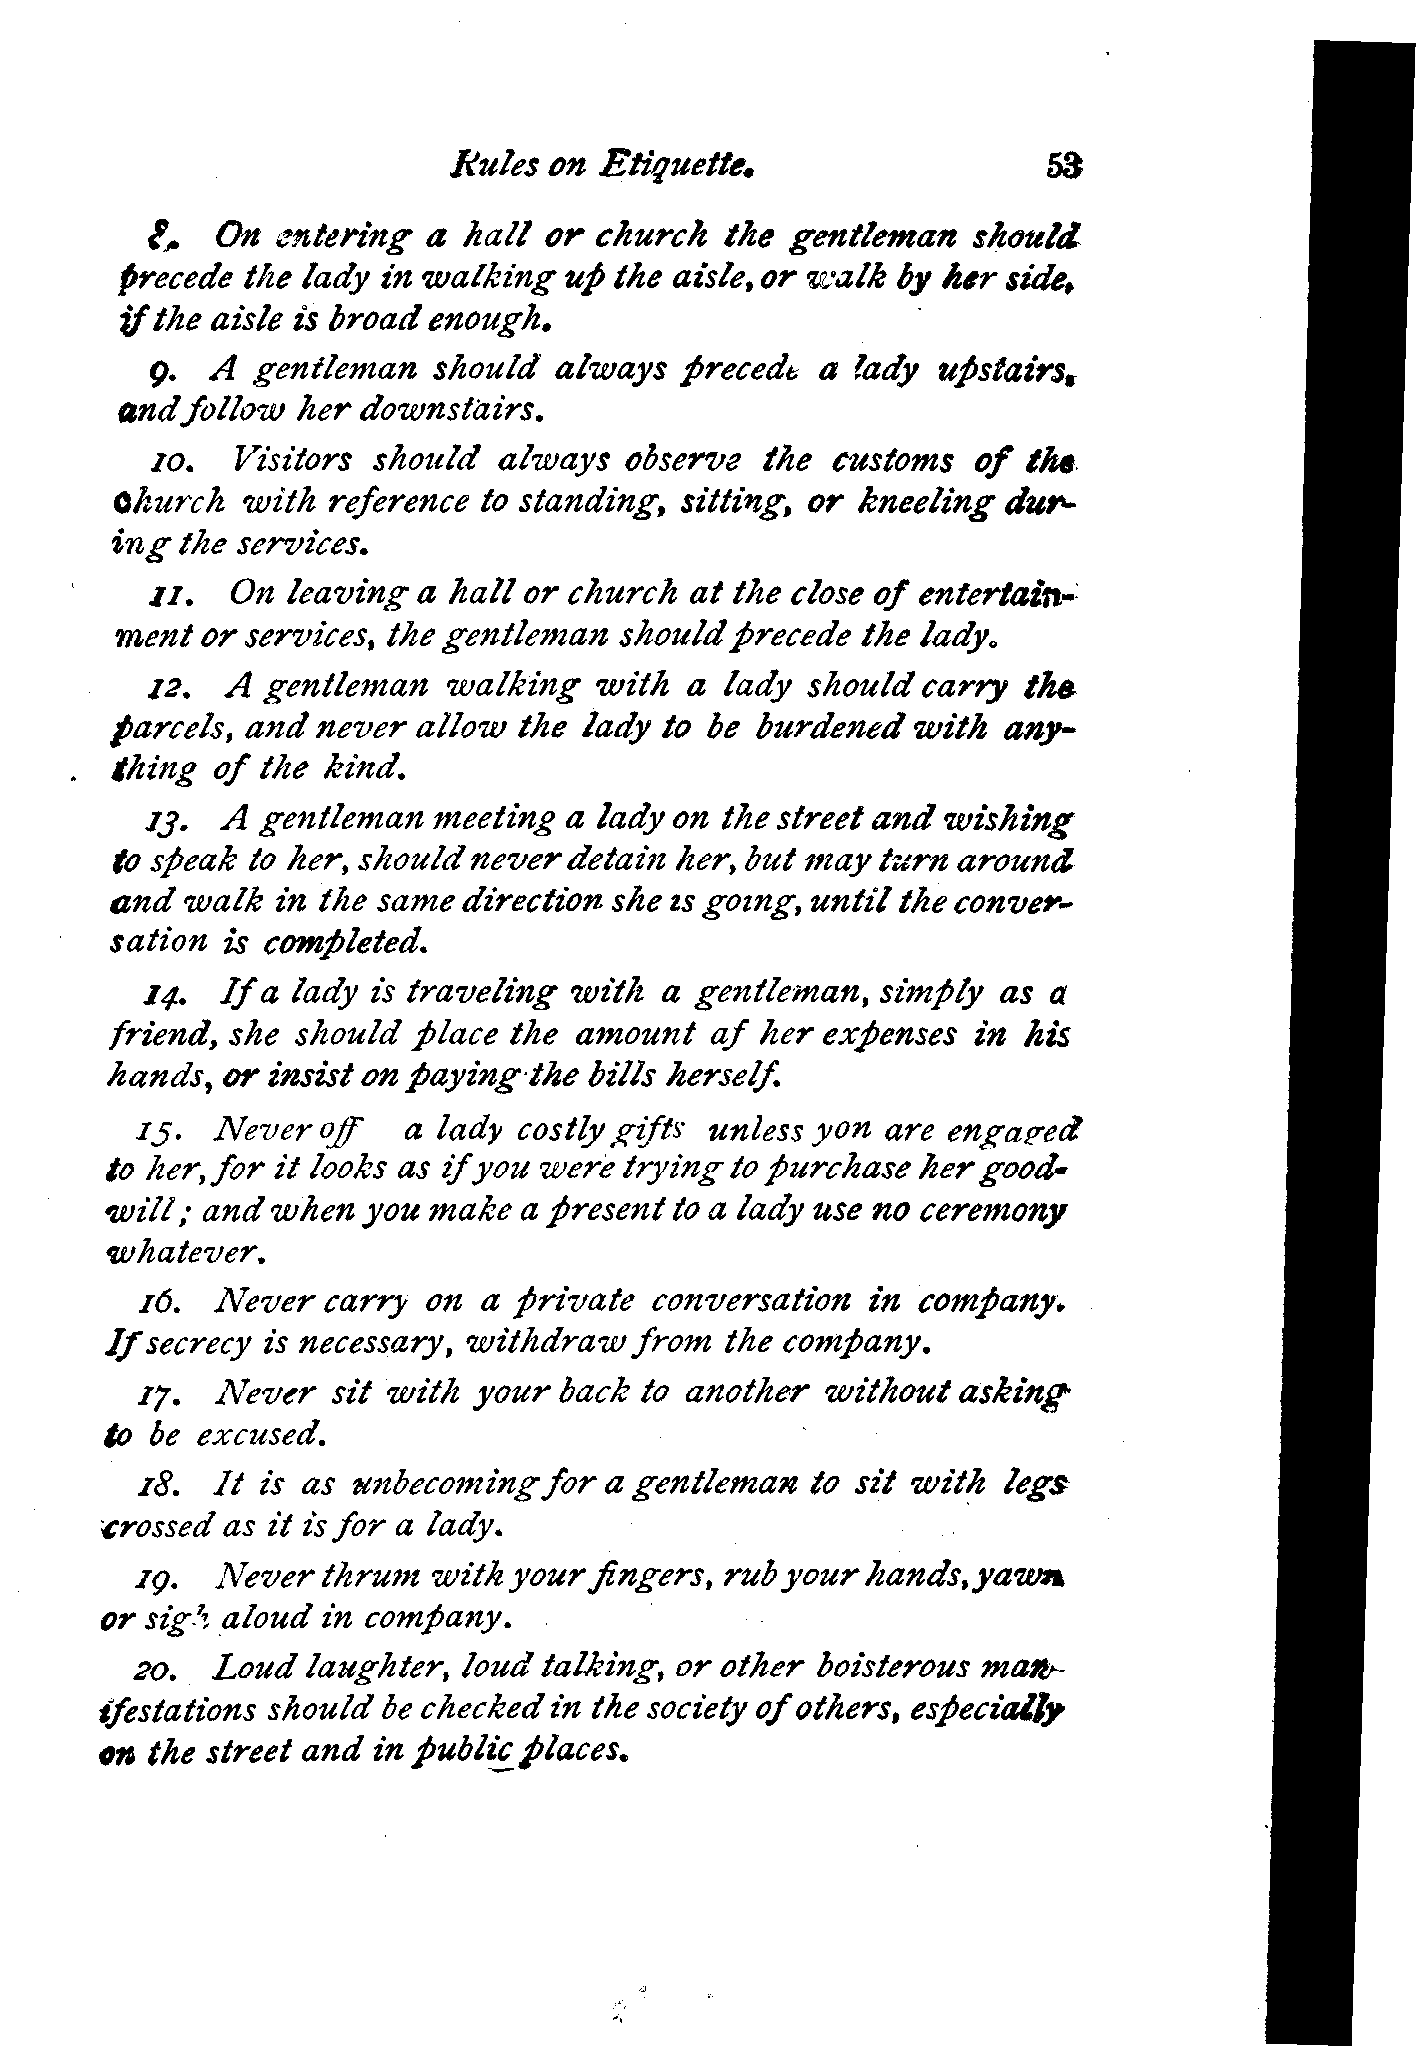 Rules on Etiquette. 53
8. On entering a hall or church the gentleman should
precede the lady in walking up the aisle, or walk by her side,
if the aisle is broad enough.
9. A gentleman should always precede a lady upstairs,
and follow her downstairs.
10. Visitors should always observe the customs of the
church with reference to standing, sitting, or kneeling dur-
ing the services.
11. On leaving a hall or church at the close of entertain-
ment or services, the gentleman should precede the lady.
12. A gentleman walking with a lady should carry the
parcels, and never allow the lady to be burdened with any-
thing of the kind.
13. A gentleman meeting a lady on the street and wishing
to speak to her, should never detain her, but may turn around
and walk in the same direction she is going, until the conver-
sation is completed.
14. If a lady is traveling with a gentleman, simply as a
friend, she should place the amount af her expenses in his
hands, or insist on paying the bills herself.
15. Never off a lady costly gifts unless yon are engaged
to her, for it looks as if you were trying to purchase her good-
will; and when you make a present to a lady use no ceremony
whatever.
16. Never carry on a private conversation in company.
If secrecy is necessary, withdraw from the company.
17. Never sit with your back to another without asking
to be excused.
18. It is as unbecoming for a gentleman to sit with legs
crossed as it is for a lady.
19. Never thrum with your fingers, rub your hands, yawn
or sigh aloud in company.
20. Loud laughter, loud talking, or other boisterous man-
ifestations should be checked in the society of others, especially
on the street and in public places.